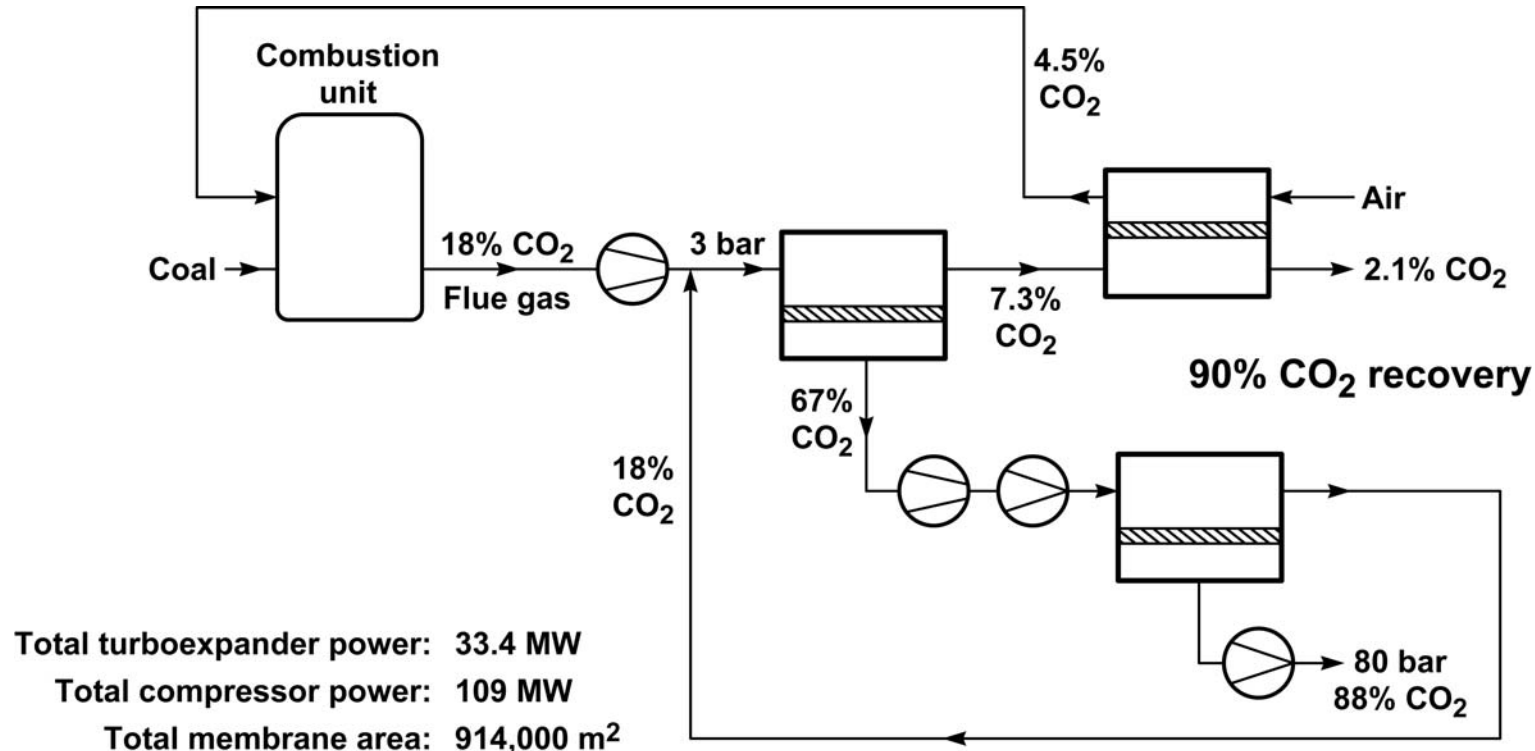 Combustion
unit
4.5%
CO2
Air
18% CO2
3 bar
Coal
Flue gas
7.3%
CO2
2.1% CO2
90% CO2 recovery
67%
CO2
18%
CO2
80 bar
88% CO2
Total turboexpander power: 33.4 MW
Total compressor power: 109 MW
Total membrane area: 914,000 m2